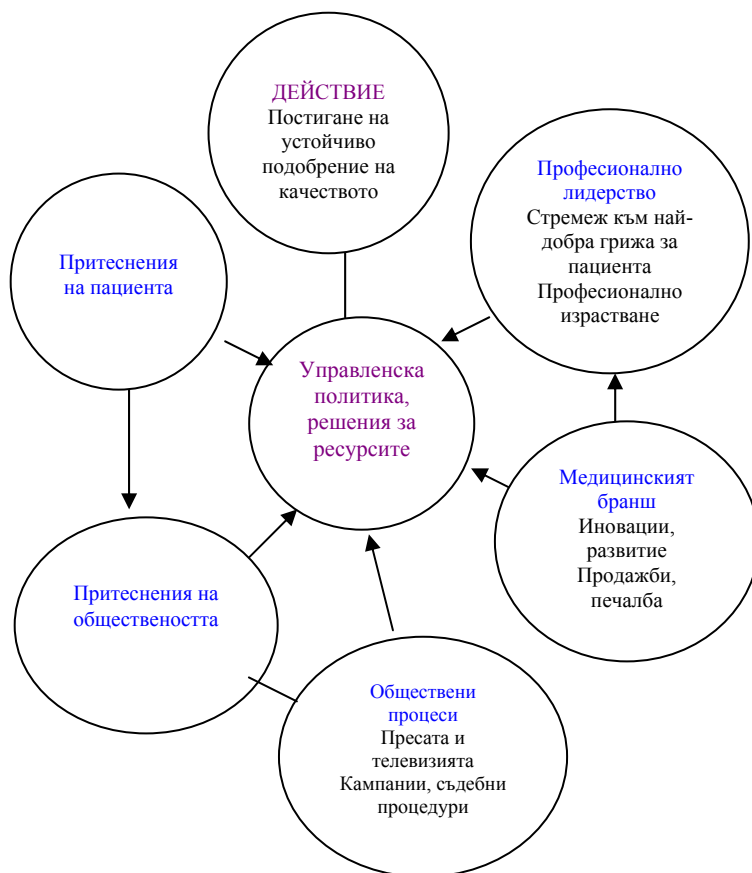 ДЕЙСТВИЕ
Постигане на
устойчиво
подобрение на
качеството
Професионално
лидерство
Стремеж към най-
добра грижа за
пациента
Професионално
израстване
Притеснения
на пациента
Управленска
политика,
решения за
ресурсите
Медицинският
бранш
Иновации,
развитие
Продажби,
печалба
Притеснения на
обществеността
Обществени
процеси
Пресата и
телевизията
Кампании, съдебни
процедури